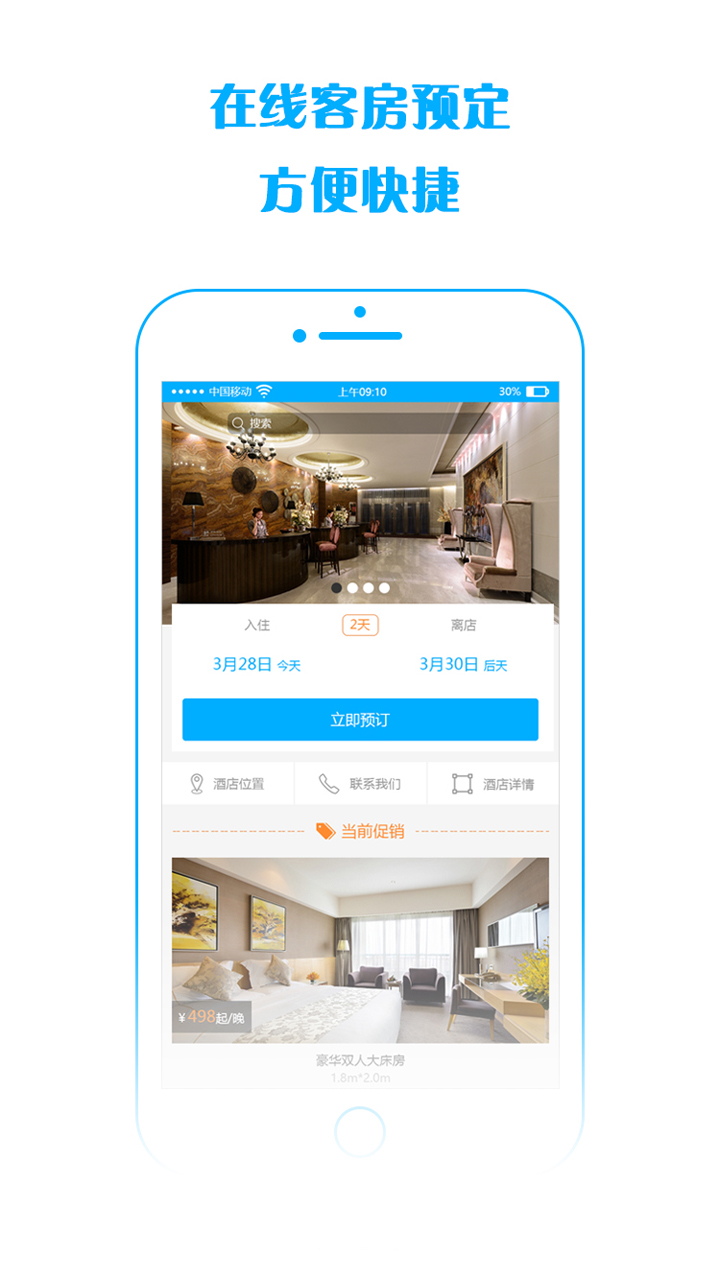 在线客房预定
方便快捷
中国移动 上午09:10 30%
搜索
入住 2天 离店
3月28日 今天 3月30日 后天
立即预订
酒店位置 联系我们 酒店详情
当前促销
¥498起/晚
豪华双人大床房
1.8m*2.0m